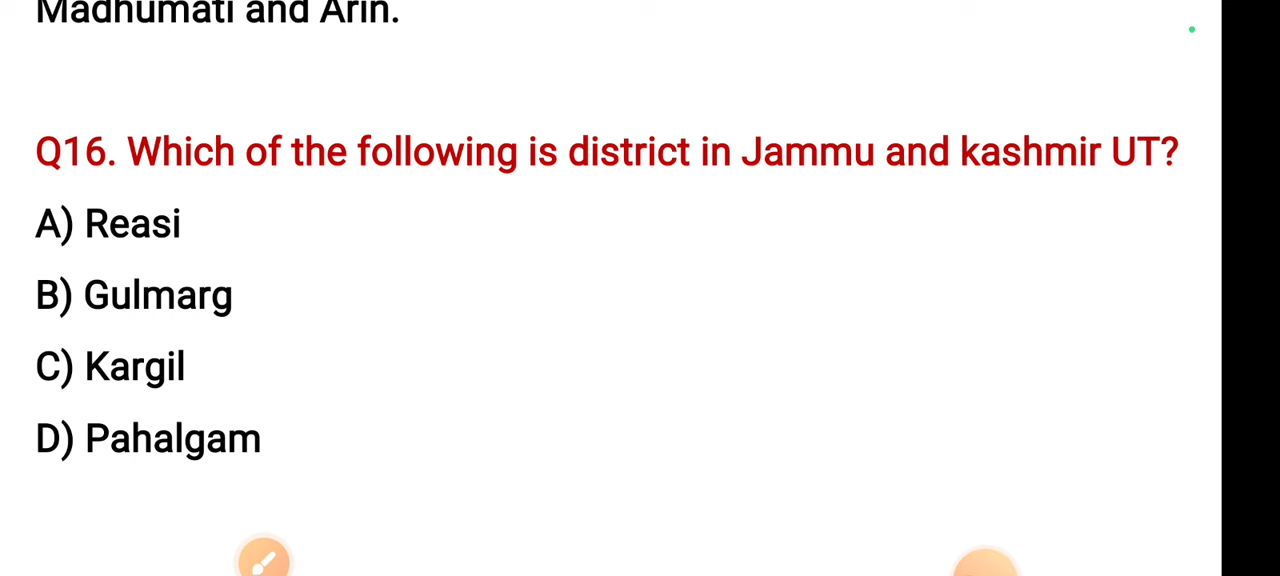 Madhumati and Arin.
Q16. Which of the following is district in Jammu and kashmir UT?
A) Reasi
B) Gulmarg
C) Kargil
D) Pahalgam